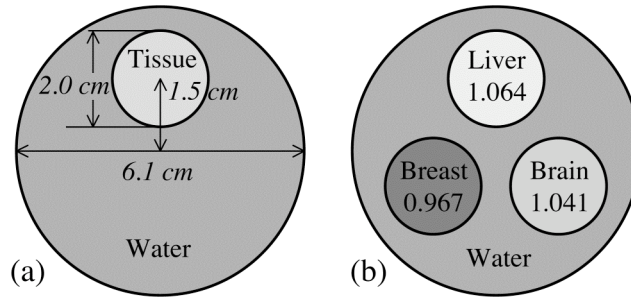 Tissue
2.0 cm
1.5 cm
6.1 cm
Water
(a)
Liver
1.064
Breast
0.967
Brain
1.041
Water
(b)